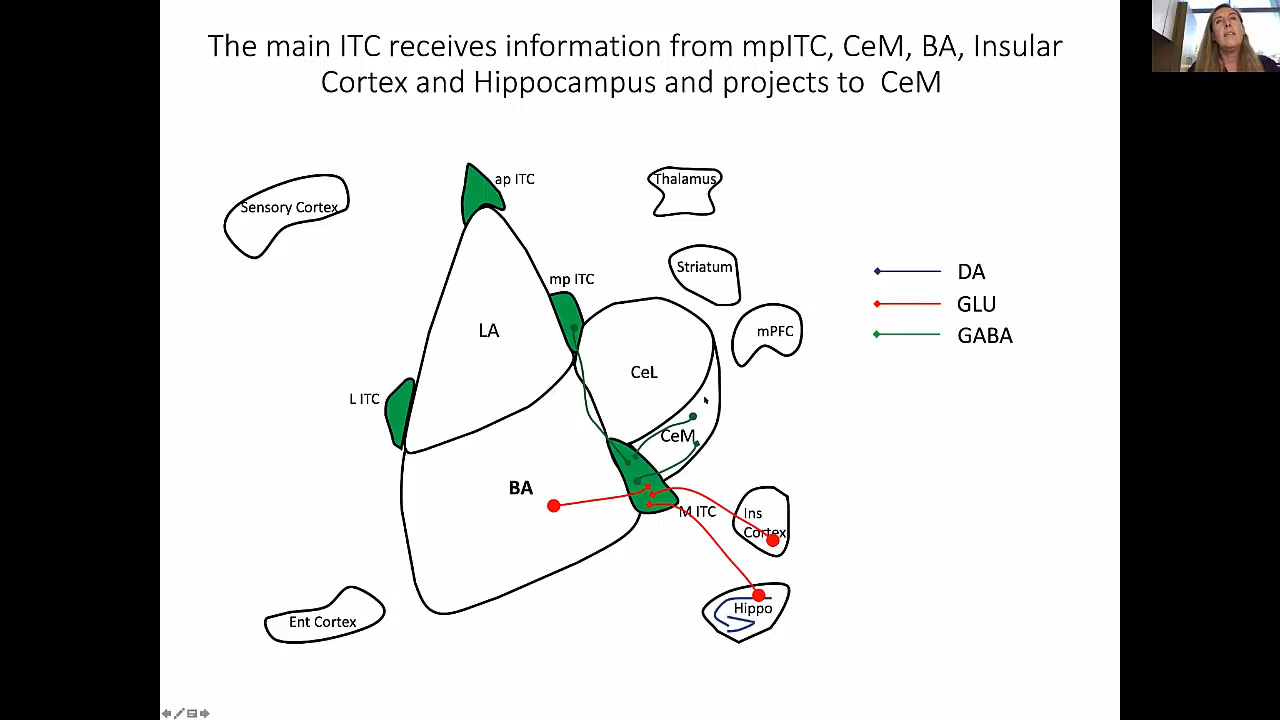 The main ITC receives information from mpITC, CeM, BA, Insular
Cortex and Hippocampus and projects to CeM
ap ITC
Thalamus
Sensory Cortex
Striatum
mp ITC
DA
GLU
GABA
LA
mPFC
CeL
L ITC
CeM
BA
M ITC
Ins
Cortex
Hippo
Ent Cortex